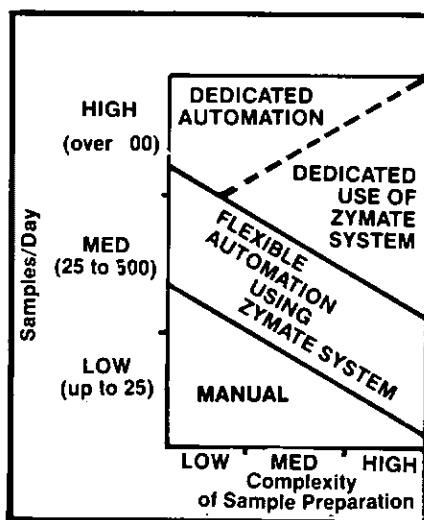 HIGH
(over 00)
MED
(25 to 500)
LOW
(up to 25)
Samples/Day
DEDICATED
AUTOMATION
DEDICATED
USE OF
ZYMATE
SYSTEM
FLEXIBLE
AUTOMATION
USING
ZYMATE SYSTEM
MANUAL
LOW MED HIGH
Complexity
of Sample Preparation